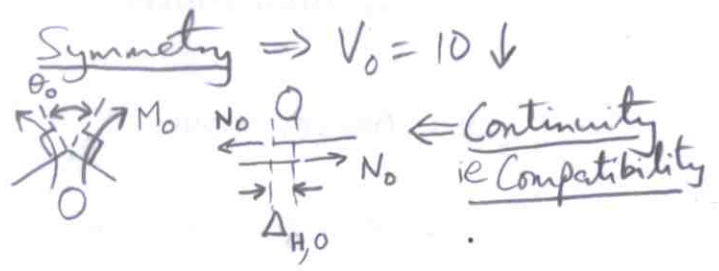 Symmetry ⇒ V₀ = 10 ↓
θ₀ M₀ N₀ O ⇐ Continuity
N₀ ie Compatibility
O
Δ_H,O